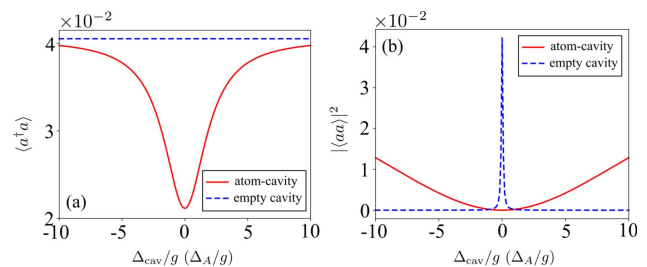 ×10⁻²
4
3
2
-10 -5 0 5 10
⟨a†a⟩
Δcav/g (ΔA/g)
(a)
atom-cavity
empty cavity
×10⁻²
4
3
2
1
0
-10 -5 0 5 10
|⟨aa⟩|²
Δcav/g (ΔA/g)
(b)
atom-cavity
empty cavity